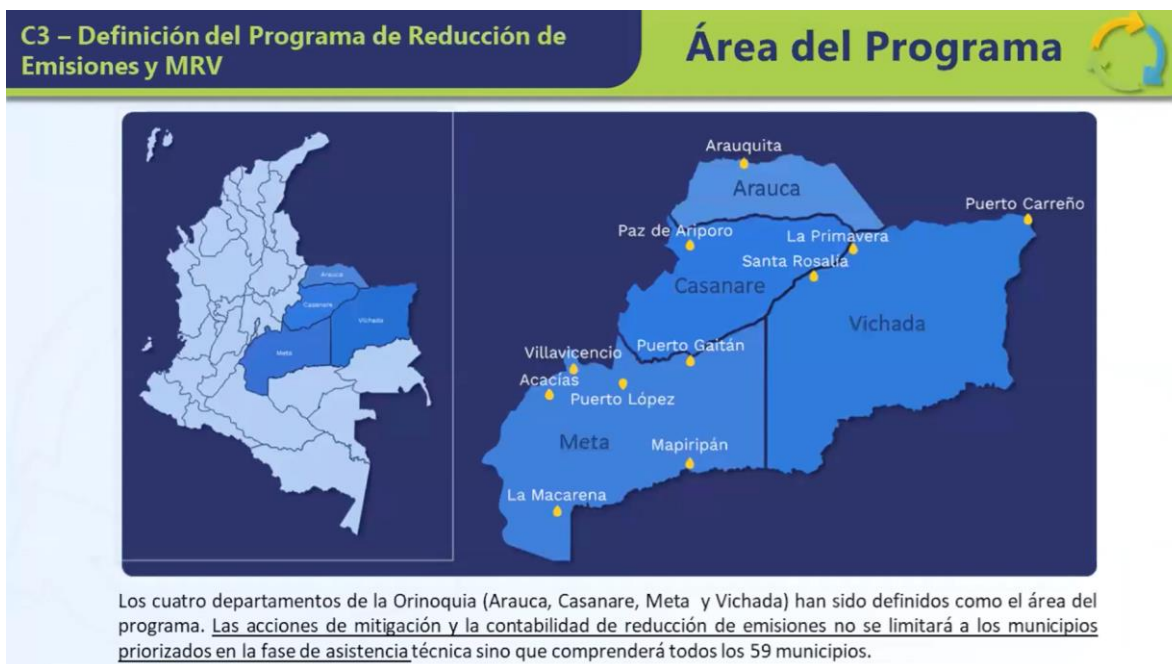 C3 – Definición del Programa de Reducción de
Emisiones y MRV
Área del Programa
Arauca
Casanare
Vichada
Meta
Arauquita
Arauca
Puerto Carreño
Paz de Ariporo
La Primavera
Santa Rosalía
Casanare
Vichada
Villavicencio
Puerto Gaitán
Acacías
Puerto López
Meta
Mapiripán
La Macarena
Los cuatro departamentos de la Orinoquia (Arauca, Casanare, Meta y Vichada) han sido definidos como el área del
programa. Las acciones de mitigación y la contabilidad de reducción de emisiones no se limitará a los municipios
priorizados en la fase de asistencia técnica sino que comprenderá todos los 59 municipios.